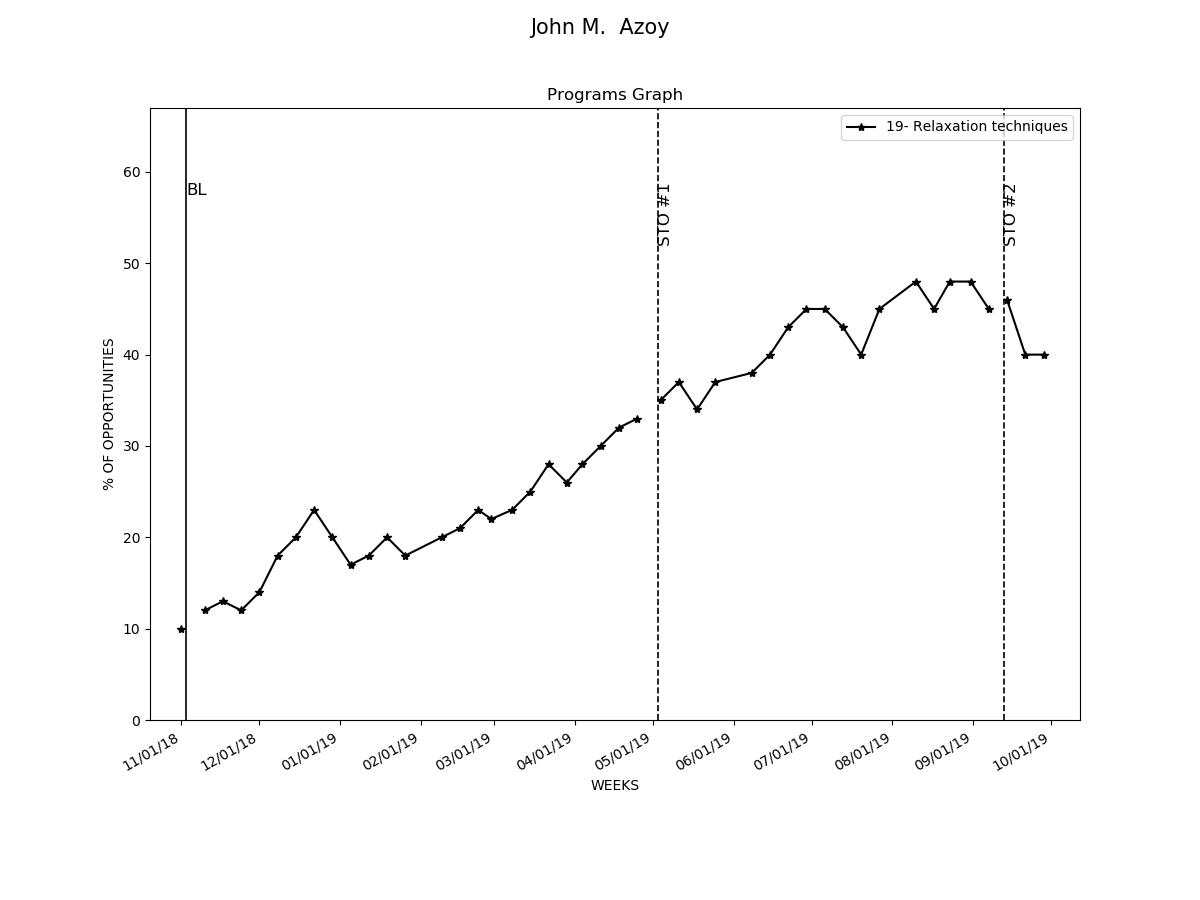 John M.  Azoy
Programs Graph
19- Relaxation techniques
60
BL
STO #1
STO #2
50
40
% OF OPPORTUNITIES
30
20
10
0
11/01/18
12/01/18
01/01/19
02/01/19
03/01/19
04/01/19
05/01/19
06/01/19
07/01/19
08/01/19
09/01/19
10/01/19
WEEKS